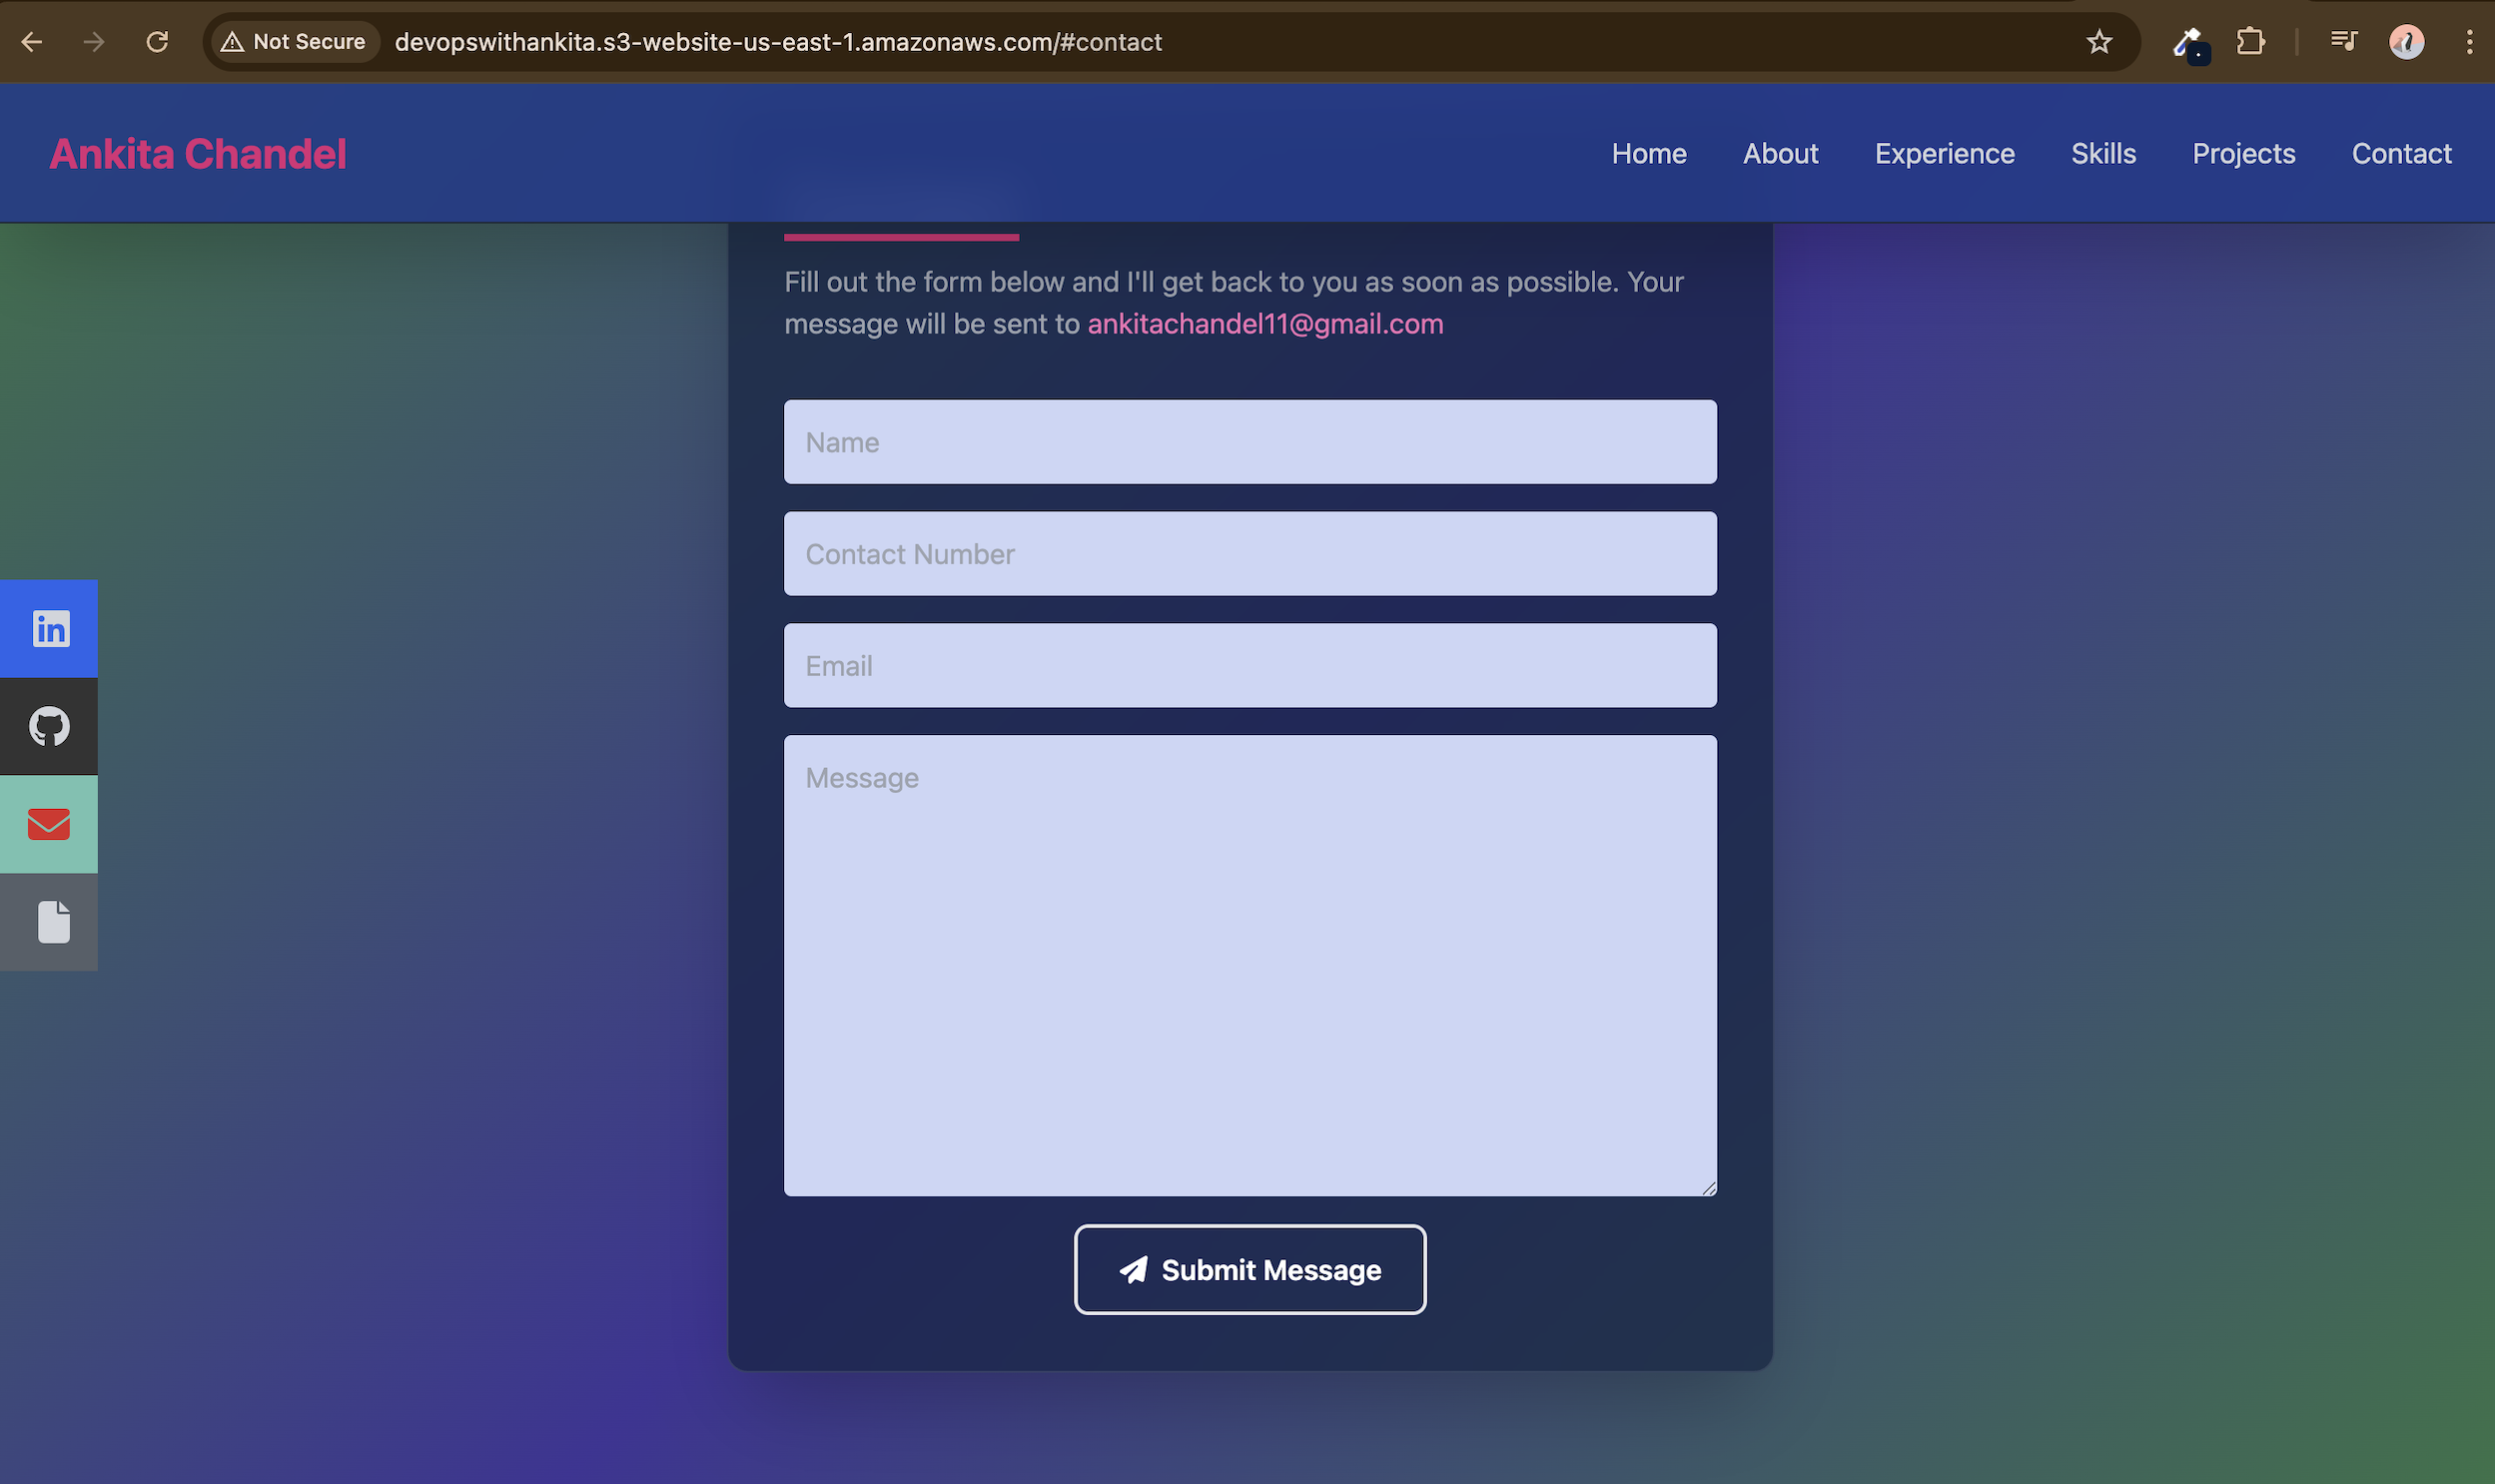 Not Secure devopswithankita.s3-website-us-east-1.amazonaws.com/#contact
Ankita Chandel Home About Experience Skills Projects Contact
Fill out the form below and I'll get back to you as soon as possible. Your
message will be sent to ankitachandel11@gmail.com
Name
Contact Number
Email
Message
in
Submit Message